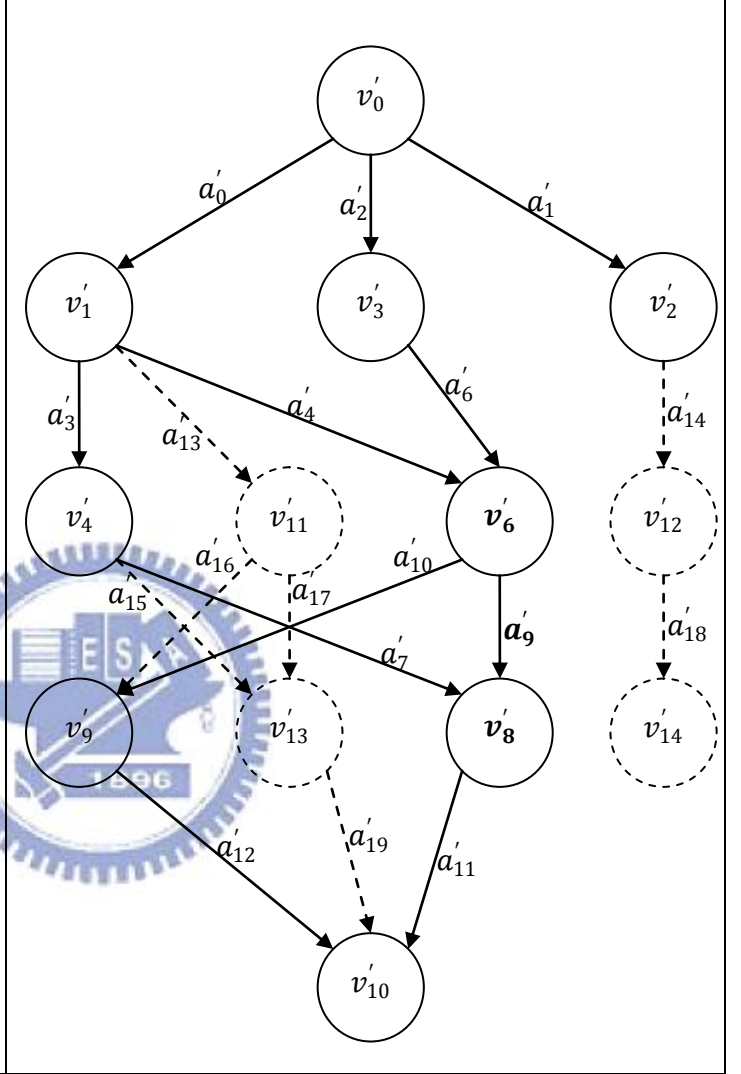 v′₀
a′₀
a′₂
a′₁
v′₁
v′₃
v′₂
a′₃
a′₁₃
a′₄
a′₆
a′₁₄
v′₄
v′₁₁
v′₆
v′₁₂
a′₁₅
a′₁₆
a′₁₇
a′₁₀
a′₇
a′₉
a′₁₈
E S
v′₉
v′₁₃
v′₈
v′₁₄
1896
a′₁₂
a′₁₉
a′₁₁
v′₁₀